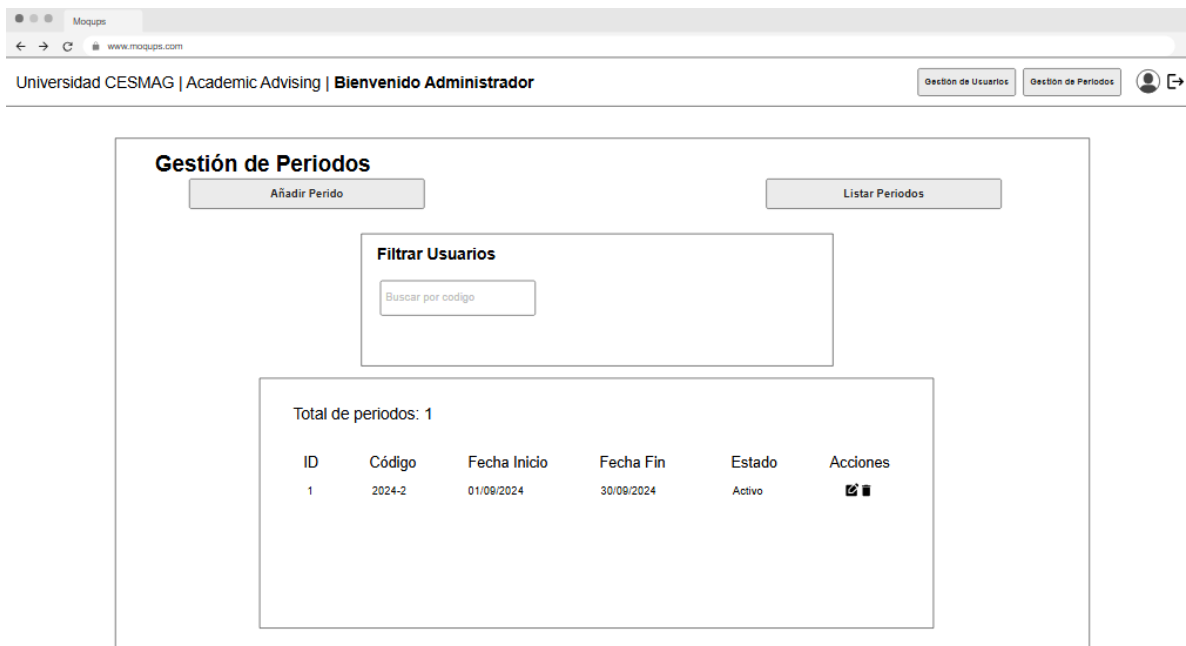 Moqups
www.moqups.com
Universidad CESMAG | Academic Advising | Bienvenido Administrador
Gestión de Usuarios
Gestión de Periodos
Gestión de Periodos
Añadir Perido
Listar Periodos
Filtrar Usuarios
Buscar por codigo
Total de periodos: 1
ID Código Fecha Inicio Fecha Fin Estado Acciones
1 2024-2 01/09/2024 30/09/2024 Activo